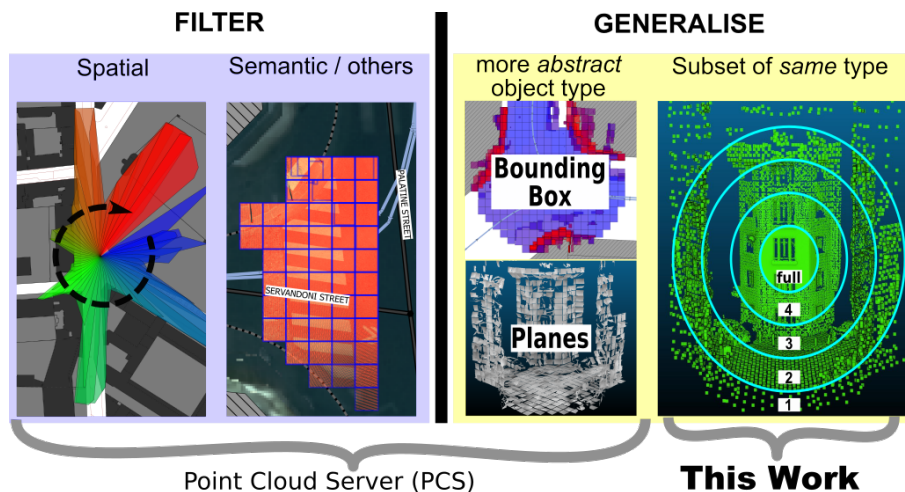 FILTER
GENERALISE
Spatial
Semantic / others
more abstract
object type
Subset of same type
PALATINE STREET
SERVANDONI STREET
Bounding
Box
Planes
full
4
3
2
1
Point Cloud Server (PCS)
This Work